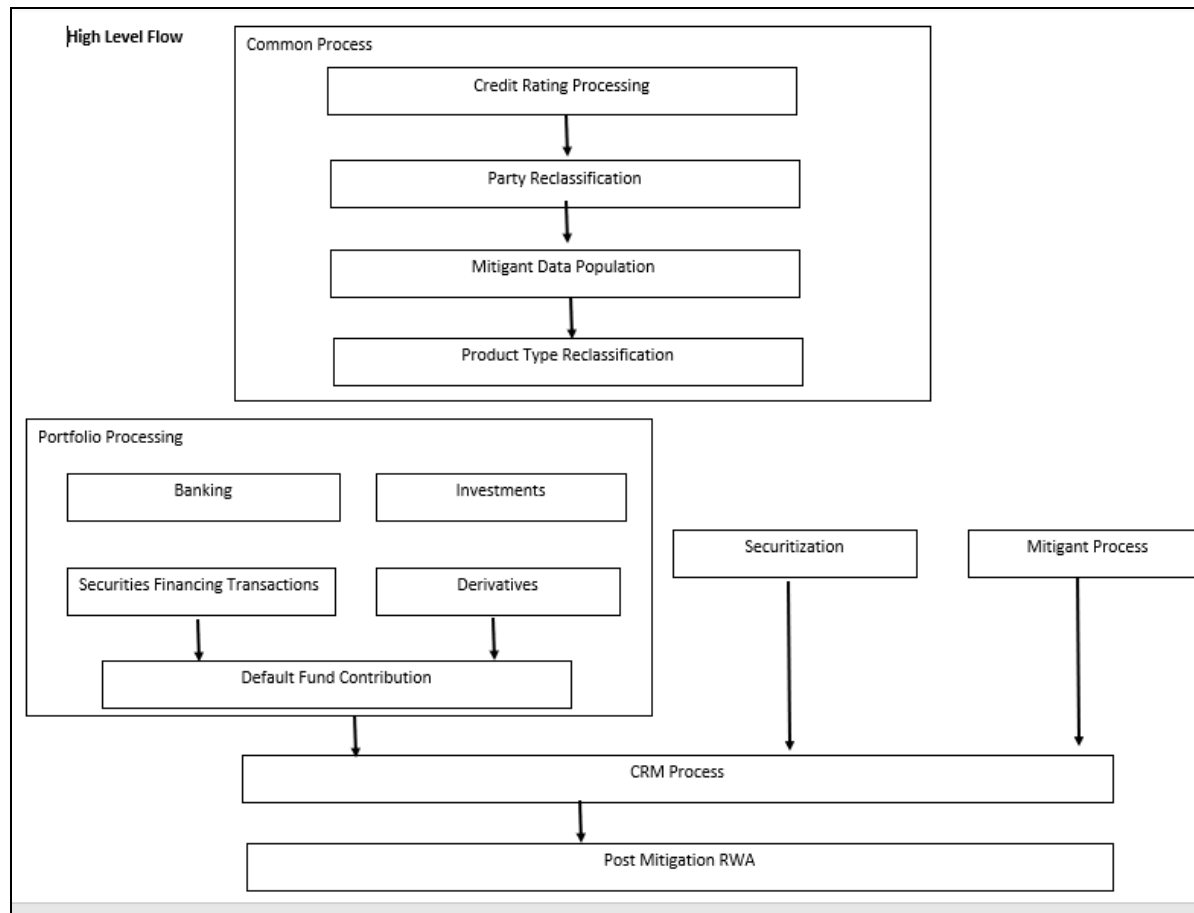 High Level Flow
Common Process
Credit Rating Processing
Party Reclassification
Mitigant Data Population
Product Type Reclassification
Portfolio Processing
Banking
Investments
Securitization
Mitigant Process
Securities Financing Transactions
Derivatives
Default Fund Contribution
CRM Process
Post Mitigation RWA